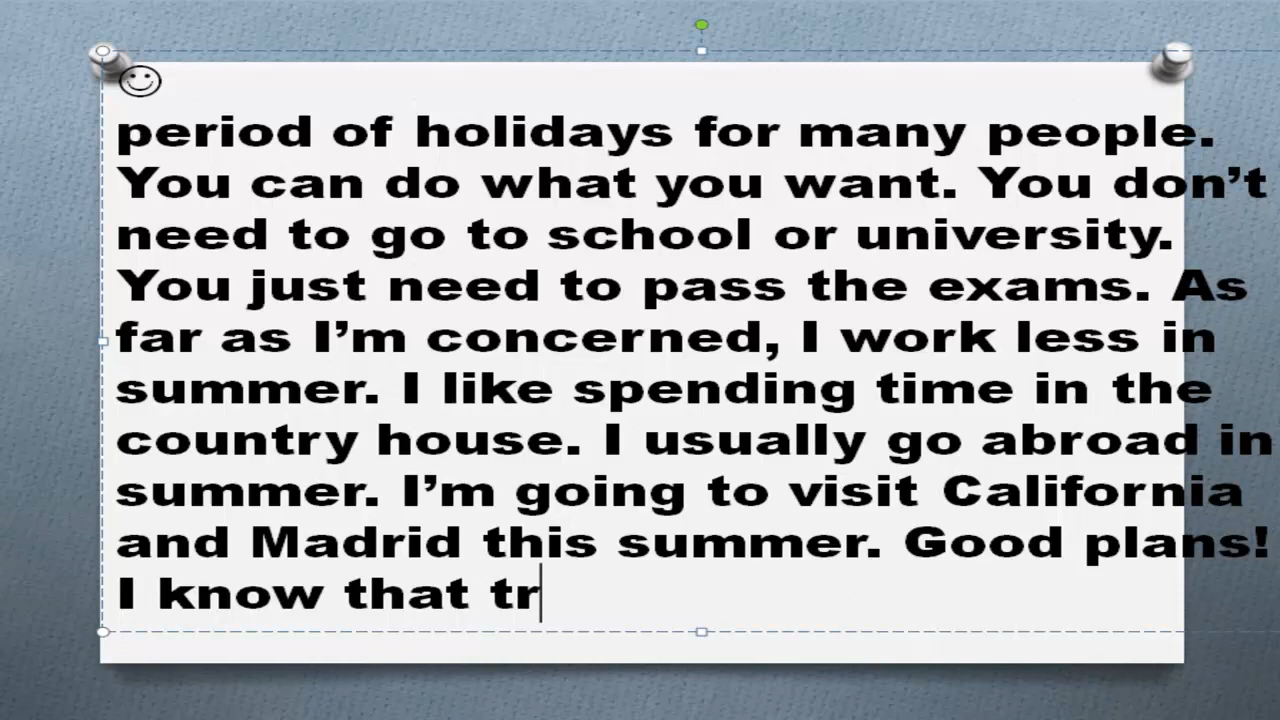 period of holidays for many people.
You can do what you want. You don’t
need to go to school or university.
You just need to pass the exams. As
far as I’m concerned, I work less in
summer. I like spending time in the
country house. I usually go abroad in
summer. I’m going to visit California
and Madrid this summer. Good plans!
I know that tr